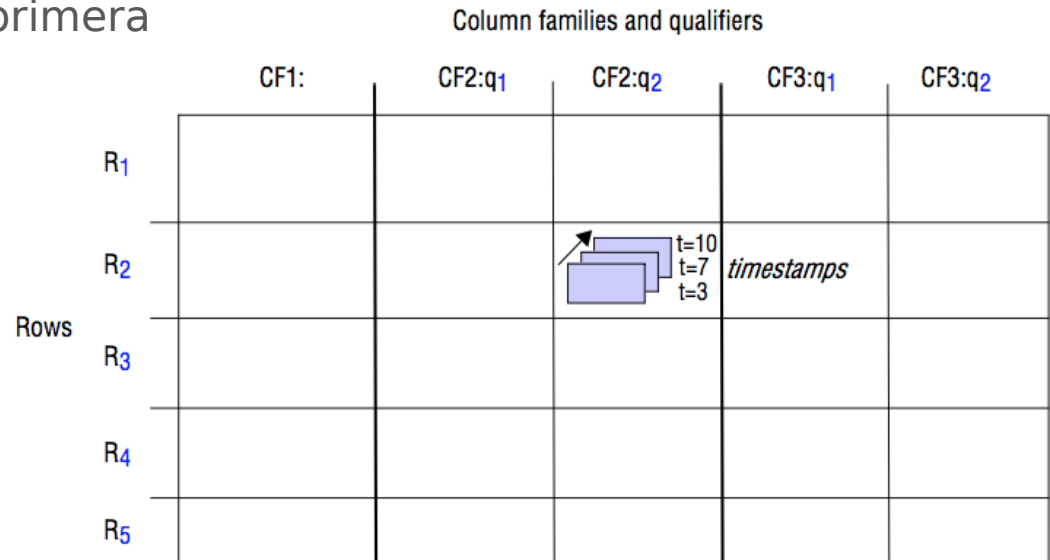 primera
Column families and qualifiers
CF1: CF2:q1 CF2:q2 CF3:q1 CF3:q2
R1
t=10
R2 t=7 timestamps
t=3
Rows
R3
R4
R5